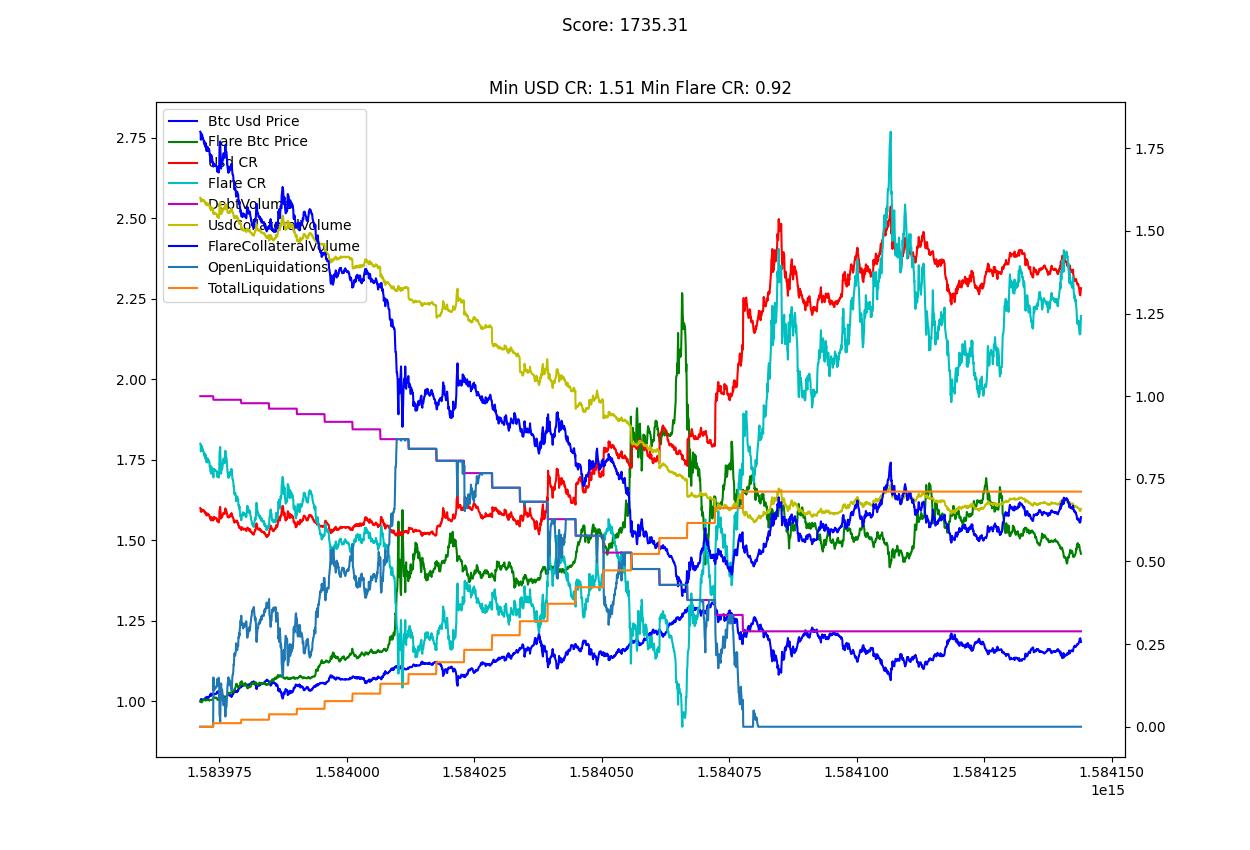 Score: 1735.31
Min USD CR: 1.51 Min Flare CR: 0.92
Btc Usd Price
Flare Btc Price
Usd CR
Flare CR
DebtVolume
UsdCollateralVolume
FlareCollateralVolume
OpenLiquidations
TotalLiquidations
2.75
2.50
2.25
2.00
1.75
1.50
1.25
1.00
1.75
1.50
1.25
1.00
0.75
0.50
0.25
0.00
1.583975 1.584000 1.584025 1.584050 1.584075 1.584100 1.584125 1.584150
1e15